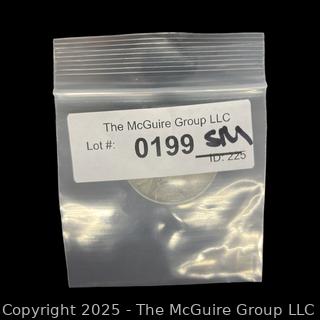 The McGuire Group LLC
Lot #: 0199 SM
ID: 225
Copyright 2025 - The McGuire Group LLC